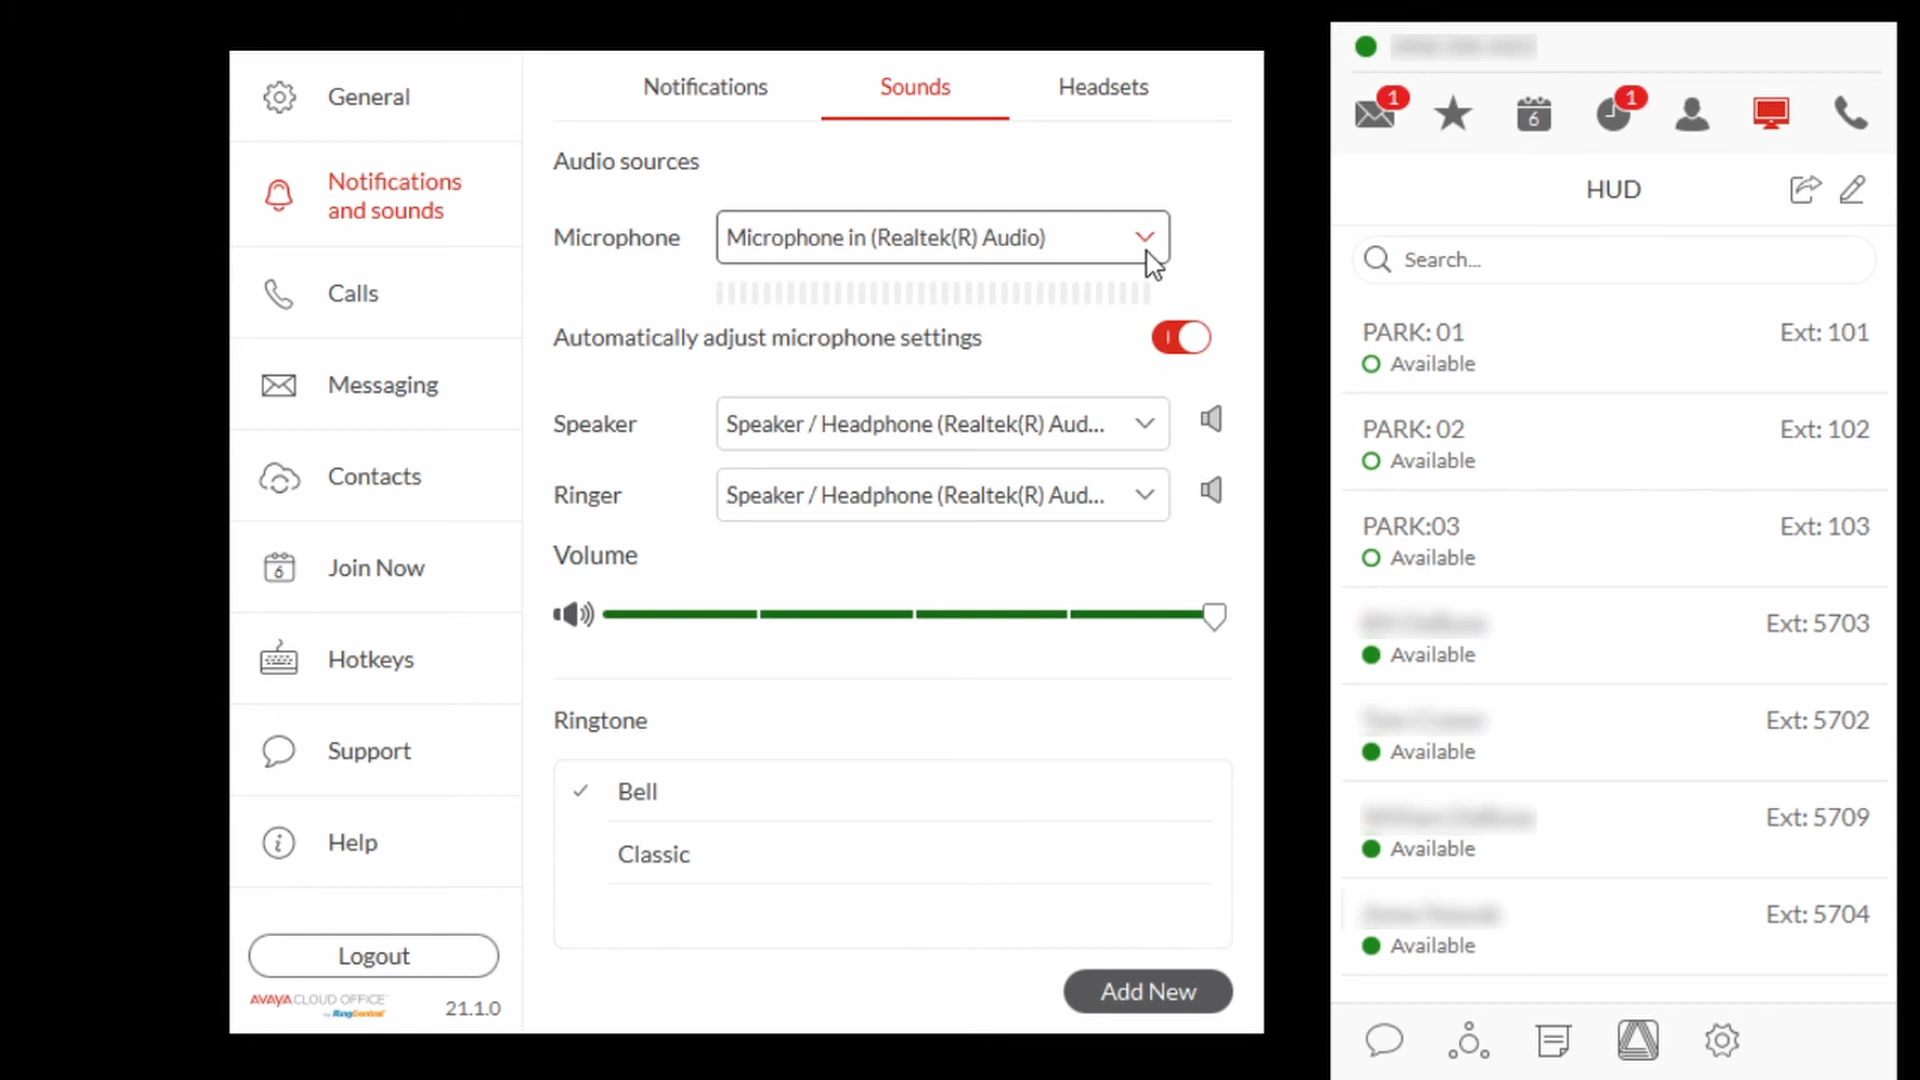 General
Notifications
and sounds
Calls
Messaging
Contacts
6
Join Now
Hotkeys
Support
Help
Logout
AVAYA CLOUD OFFICE
by RingCentral
21.1.0
Notifications
Sounds
Headsets
Audio sources
Microphone
Microphone in (Realtek(R) Audio)
Automatically adjust microphone settings
Speaker
Speaker / Headphone (Realtek(R) Aud...
Ringer
Speaker / Headphone (Realtek(R) Aud...
Volume
Ringtone
Bell
Classic
Add New
1
6
1
HUD
Search...
PARK: 01 Ext: 101
Available
PARK: 02 Ext: 102
Available
PARK:03 Ext: 103
Available
Ext: 5703
Available
Ext: 5702
Available
Ext: 5709
Available
Ext: 5704
Available